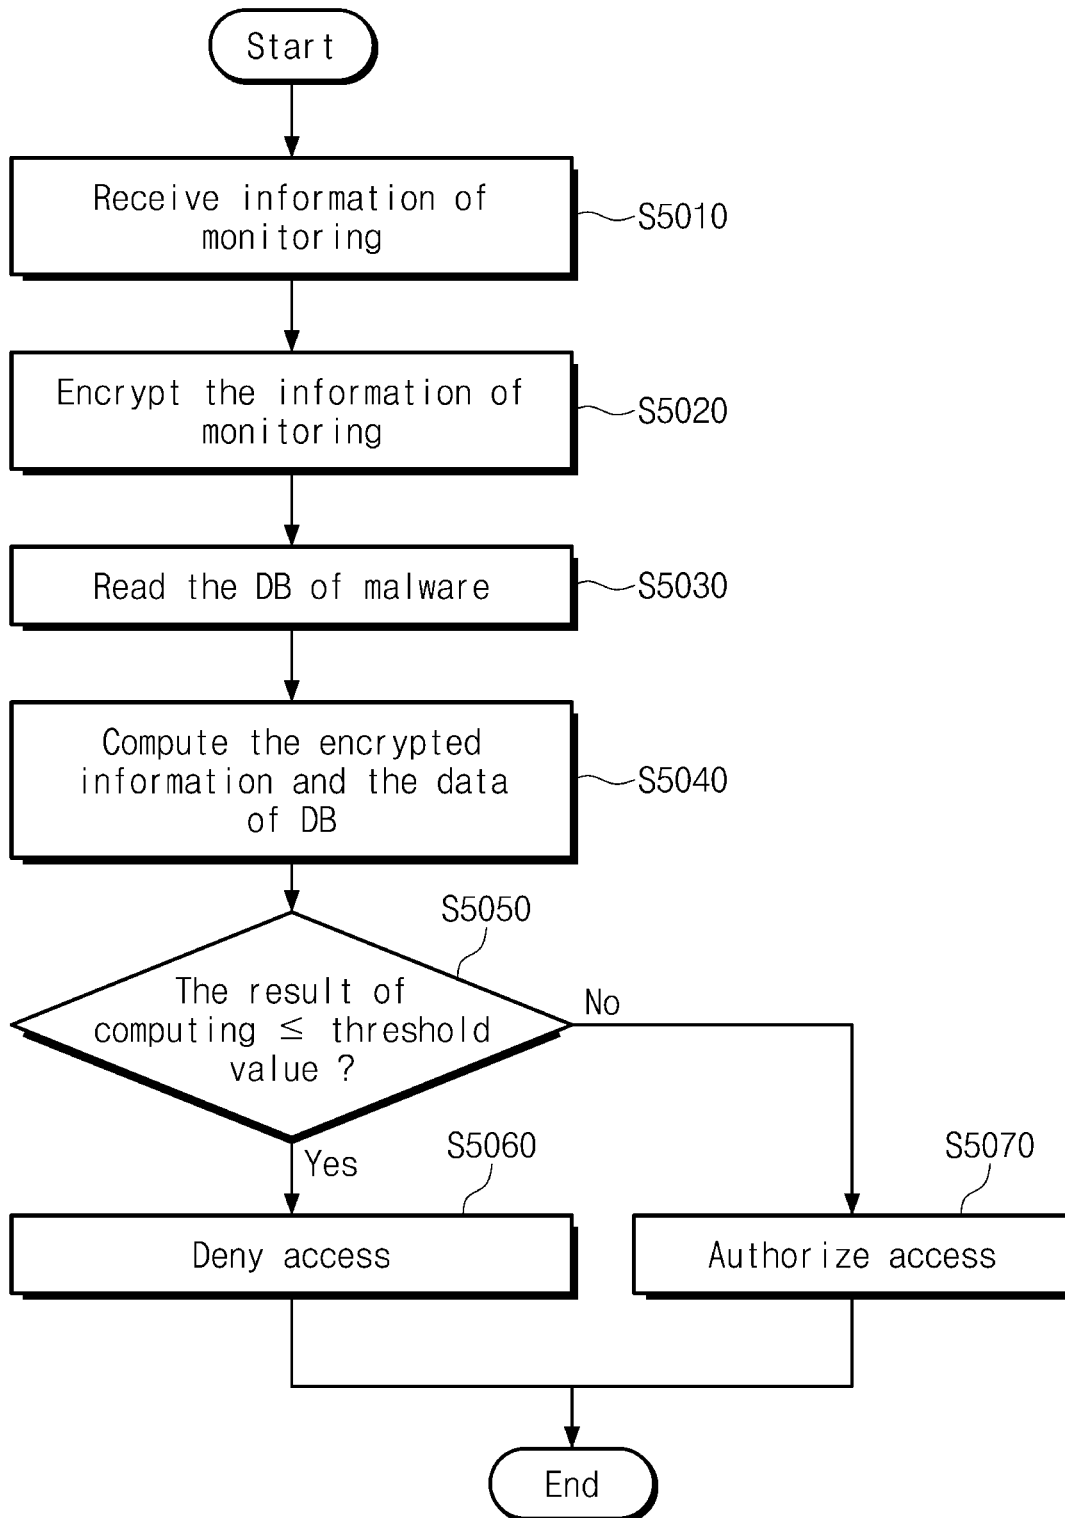 Start
Receive information of
monitoring
S5010
Encrypt the information of
monitoring
S5020
Read the DB of malware
S5030
Compute the encrypted
information and the data
of DB
S5040
S5050
The result of
computing ≦ threshold
value ?
No
Yes
S5060
Deny access
S5070
Authorize access
End